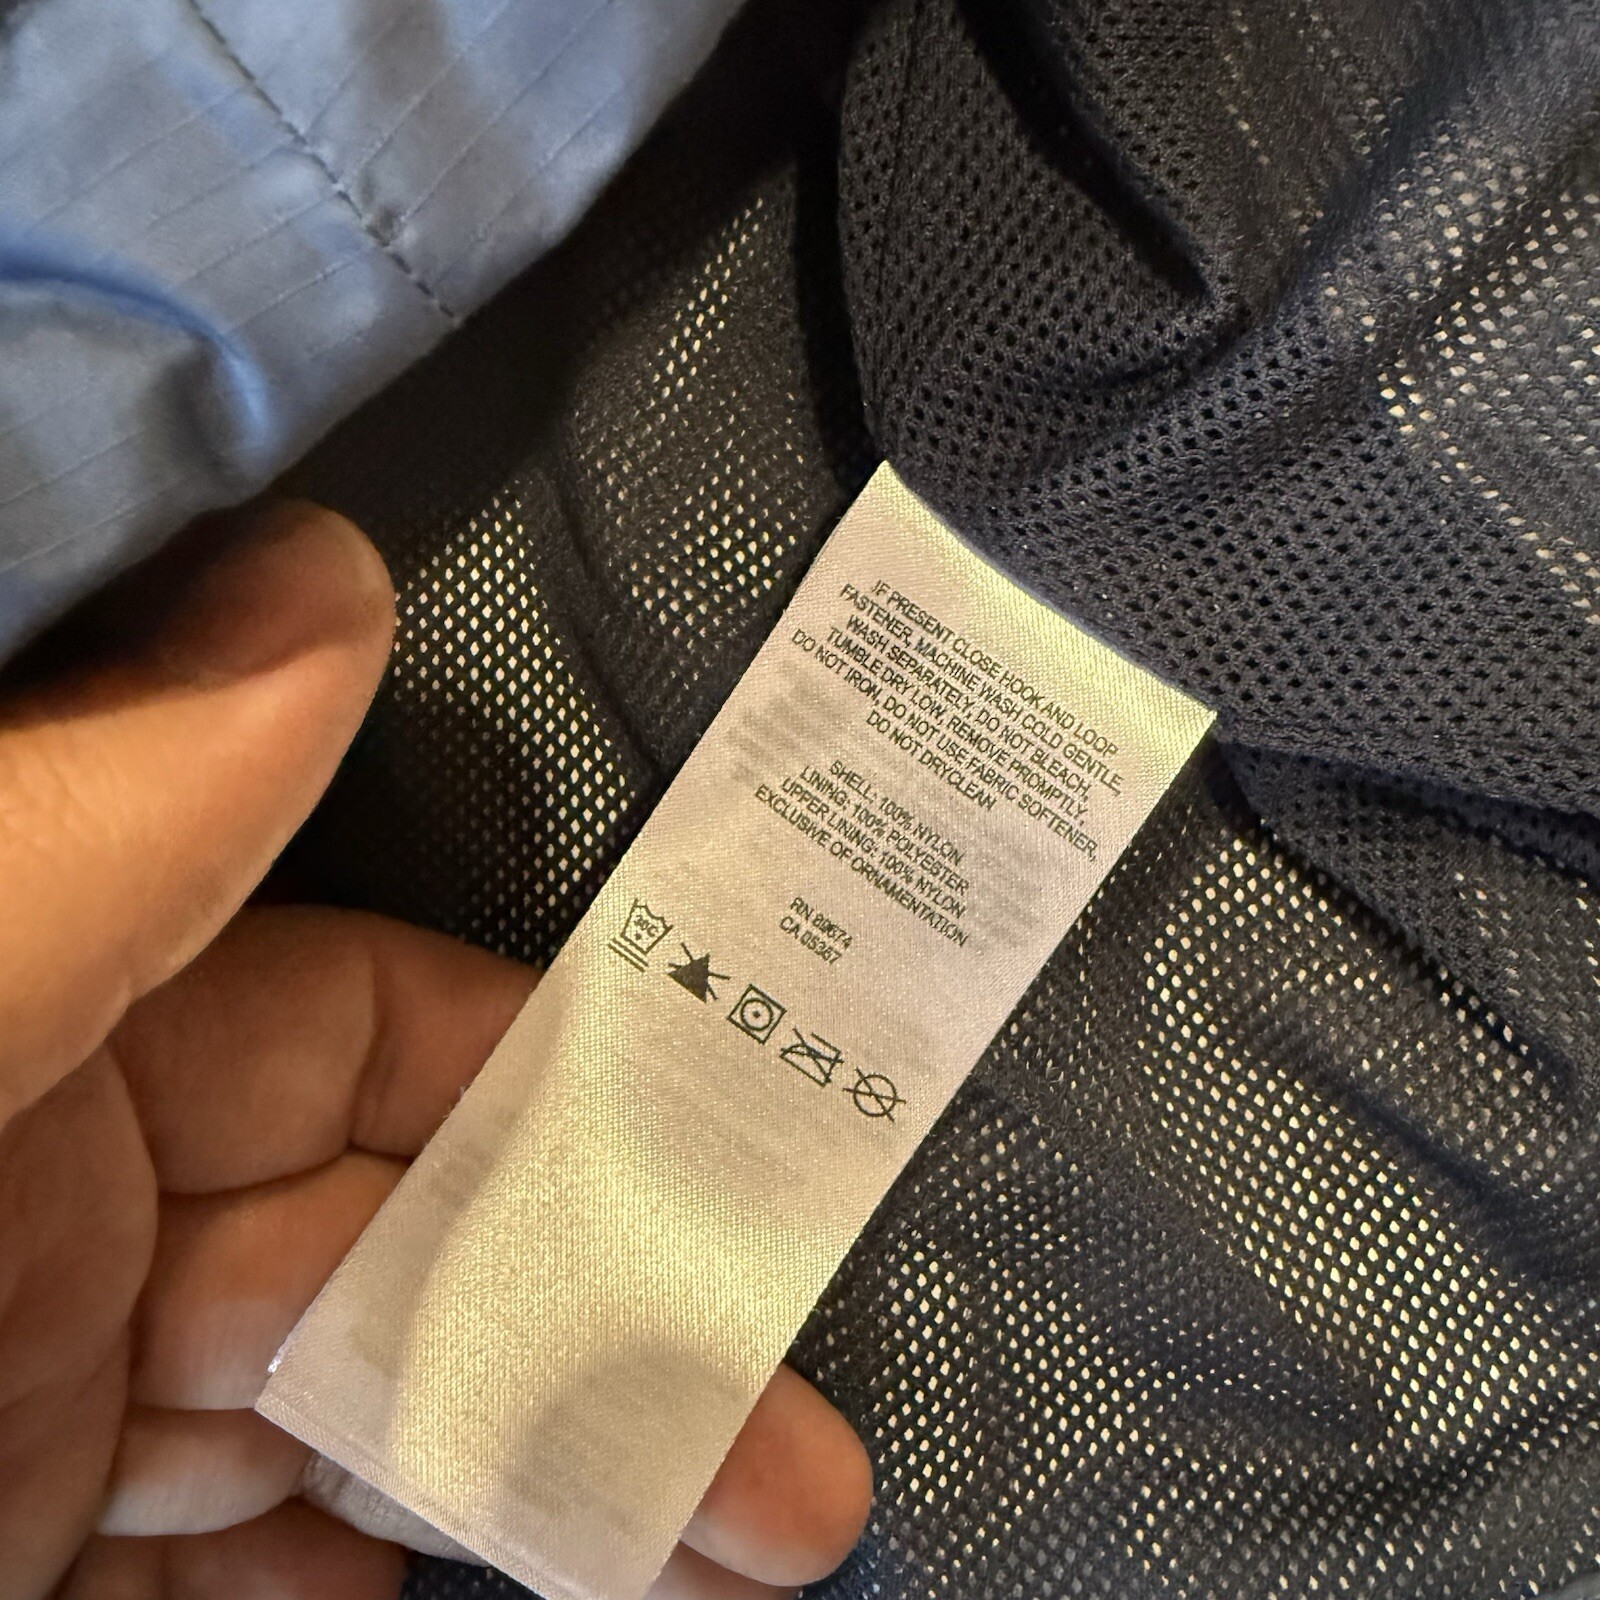 IF PRESENT CLOSE HOOK AND LOOP
FASTENER, MACHINE WASH COLD GENTLE,
WASH SEPARATELY, DO NOT BLEACH,
TUMBLE DRY LOW, REMOVE PROMPTLY,
DO NOT IRON, DO NOT USE FABRIC SOFTENER,
DO NOT DRYCLEAN
SHELL: 100% NYLON
LINING: 100% POLYESTER
UPPER LINING: 100% NYLON
EXCLUSIVE OF ORNAMENTATION
RN 89674
CA 05367
30°C